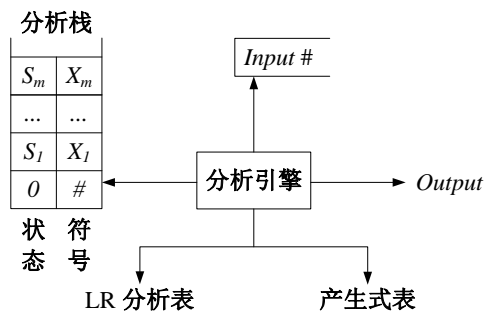 分析栈
Input #
Sm Xm
... ...
S1 X1
0 #
分析引擎
Output
状态
符号
LR 分析表
产生式表